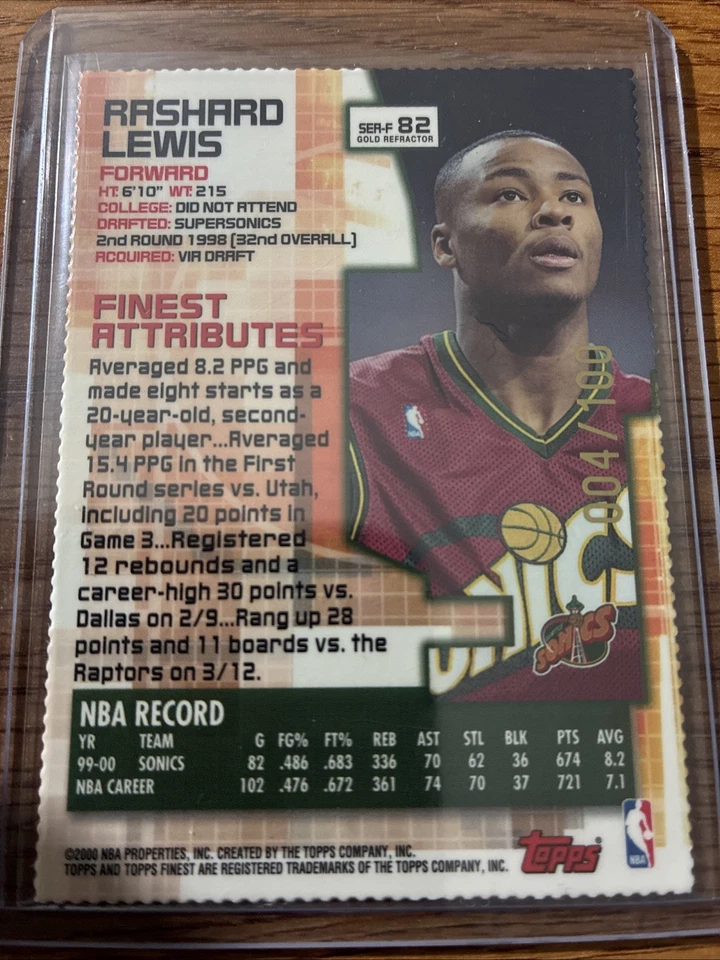 RASHARD
LEWIS
SEA-F 82
GOLD REFRACTOR
FORWARD
HT: 6'10" WT: 215
COLLEGE: DID NOT ATTEND
DRAFTED: SUPERSONICS
2nd ROUND 1998 (32nd OVERALL)
ACQUIRED: VIA DRAFT
FINEST
ATTRIBUTES
Averaged 8.2 PPG and
made eight starts as a
20-year-old, second-
year player...Averaged
15.4 PPG in the First
Round series vs. Utah,
including 20 points in
Game 3...Registered
12 rebounds and a
career-high 30 points vs.
Dallas on 2/9...Rang up 28
points and 11 boards vs. the
Raptors on 3/12.
004/100
SONICS
SONICS
NBA RECORD
YR TEAM G FG% FT% REB AST STL BLK PTS AVG
99-00 SONICS 82 .486 .683 336 70 62 36 674 8.2
NBA CAREER 102 .476 .672 361 74 70 37 721 7.1
©2000 NBA PROPERTIES, INC. CREATED BY THE TOPPS COMPANY, INC.
TOPPS AND TOPPS FINEST ARE REGISTERED TRADEMARKS OF THE TOPPS COMPANY, INC.
Topps
NBA